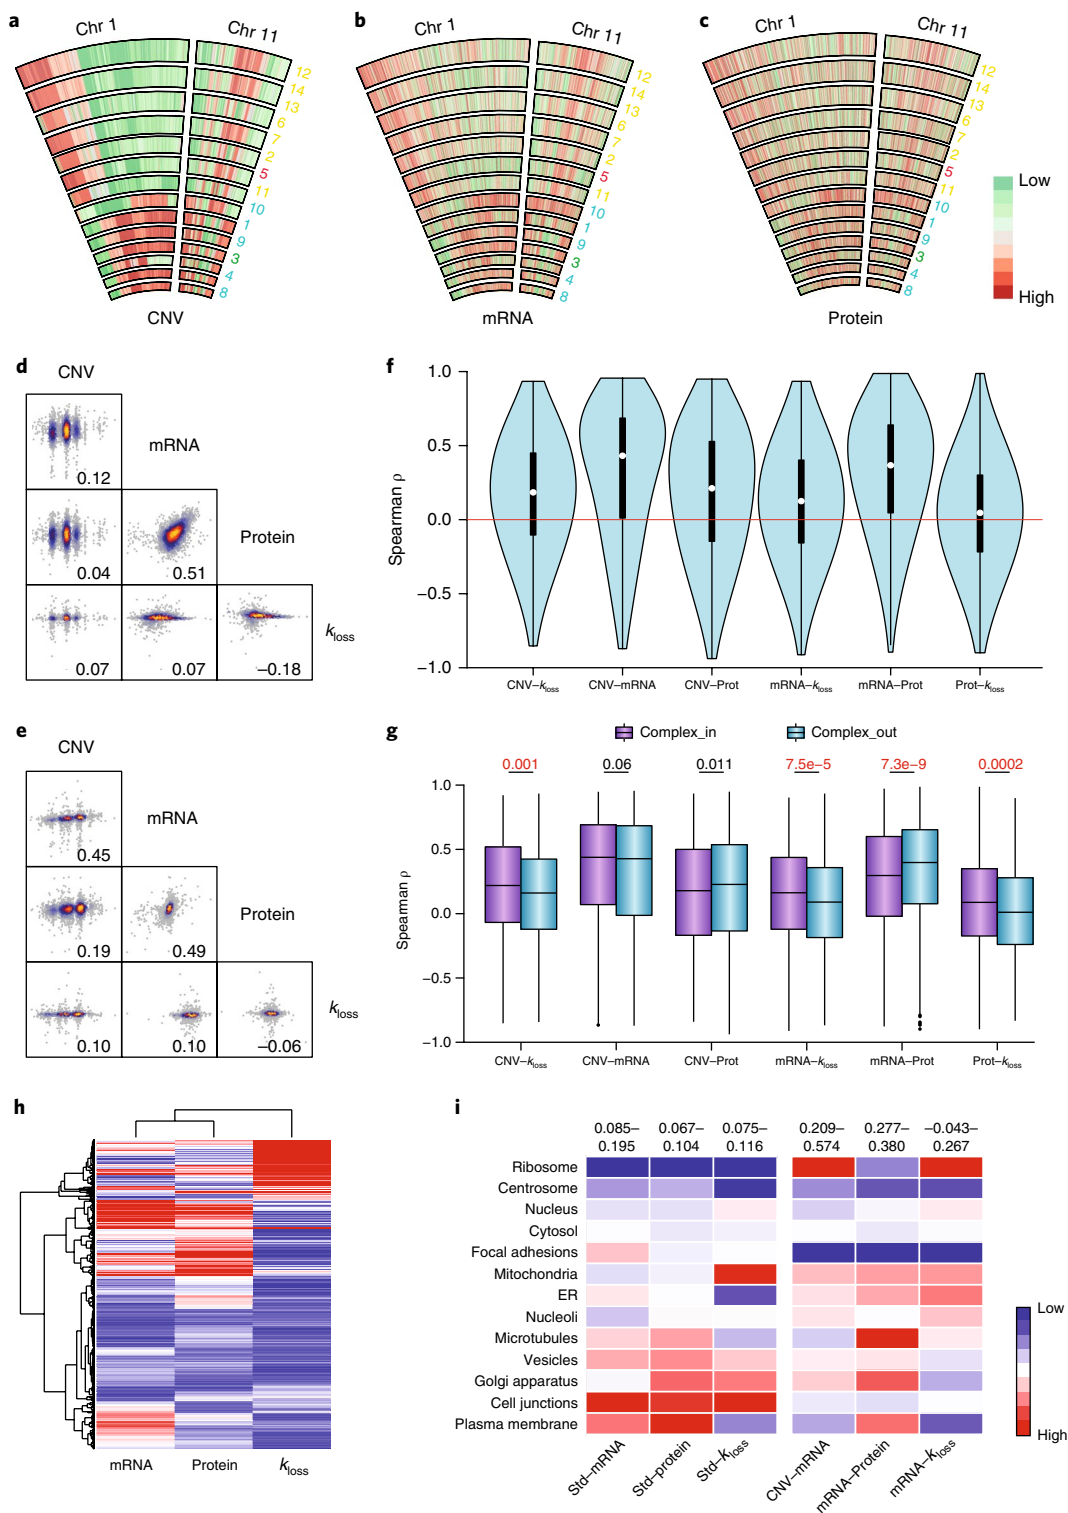 a
Chr 1
Chr 11
12
14
13
6
7
2
5
11
10
1
9
3
4
8
CNV
b
Chr 1
Chr 11
12
14
13
6
7
2
5
11
10
1
9
3
4
8
mRNA
c
Chr 1
Chr 11
12
14
13
6
7
2
5
11
10
1
9
3
4
8
Protein
Low
High
d
CNV
mRNA
0.12
Protein
0.04
0.51
kloss
0.07
0.07
−0.18
f
Spearman ρ
1.0
0.5
0.0
−0.5
−1.0
CNV–kloss
CNV–mRNA
CNV–Prot
mRNA–kloss
mRNA–Prot
Prot–kloss
e
CNV
mRNA
0.45
Protein
0.19
0.49
kloss
0.10
0.10
−0.06
g
Complex_in
Complex_out
0.001
0.06
0.011
7.5e−5
7.3e−9
0.0002
Spearman ρ
1.0
0.5
0.0
−0.5
−1.0
CNV–kloss
CNV–mRNA
CNV–Prot
mRNA–kloss
mRNA–Prot
Prot–kloss
h
mRNA
Protein
kloss
i
0.085– 0.067– 0.075– 0.209– 0.277– −0.043–
0.195 0.104 0.116 0.574 0.380 0.267
Ribosome
Centrosome
Nucleus
Cytosol
Focal adhesions
Mitochondria
ER
Nucleoli
Microtubules
Vesicles
Golgi apparatus
Cell junctions
Plasma membrane
Std–mRNA
Std–protein
Std–kloss
CNV–mRNA
mRNA–Protein
mRNA–kloss
Low
High